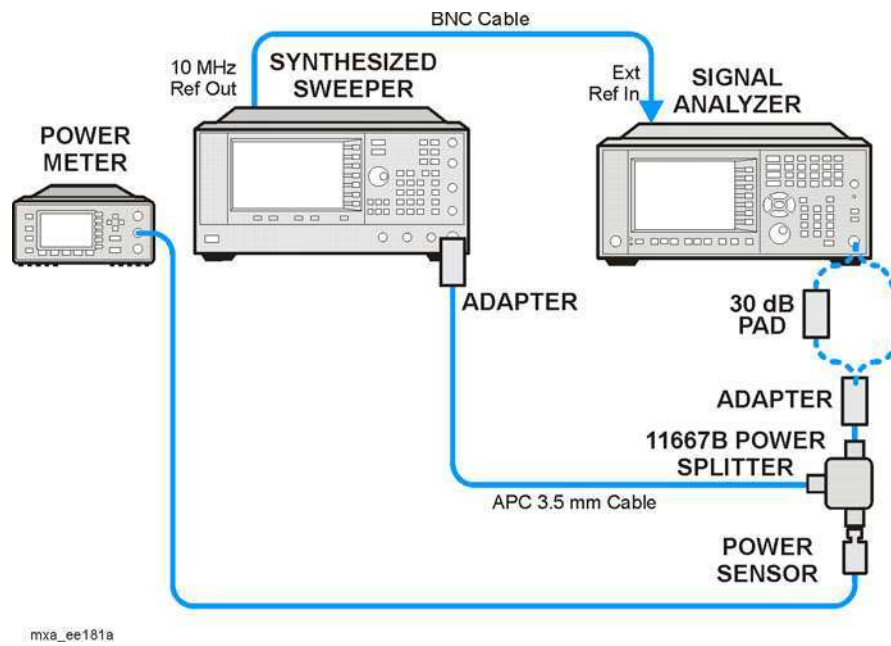 BNC Cable
10 MHz
Ref Out
SYNTHESIZED
SWEEPER
Ext
Ref In
SIGNAL
ANALYZER
POWER
METER
ADAPTER
30 dB
PAD
ADAPTER
11667B POWER
SPLITTER
APC 3.5 mm Cable
POWER
SENSOR
mxa_ee181a